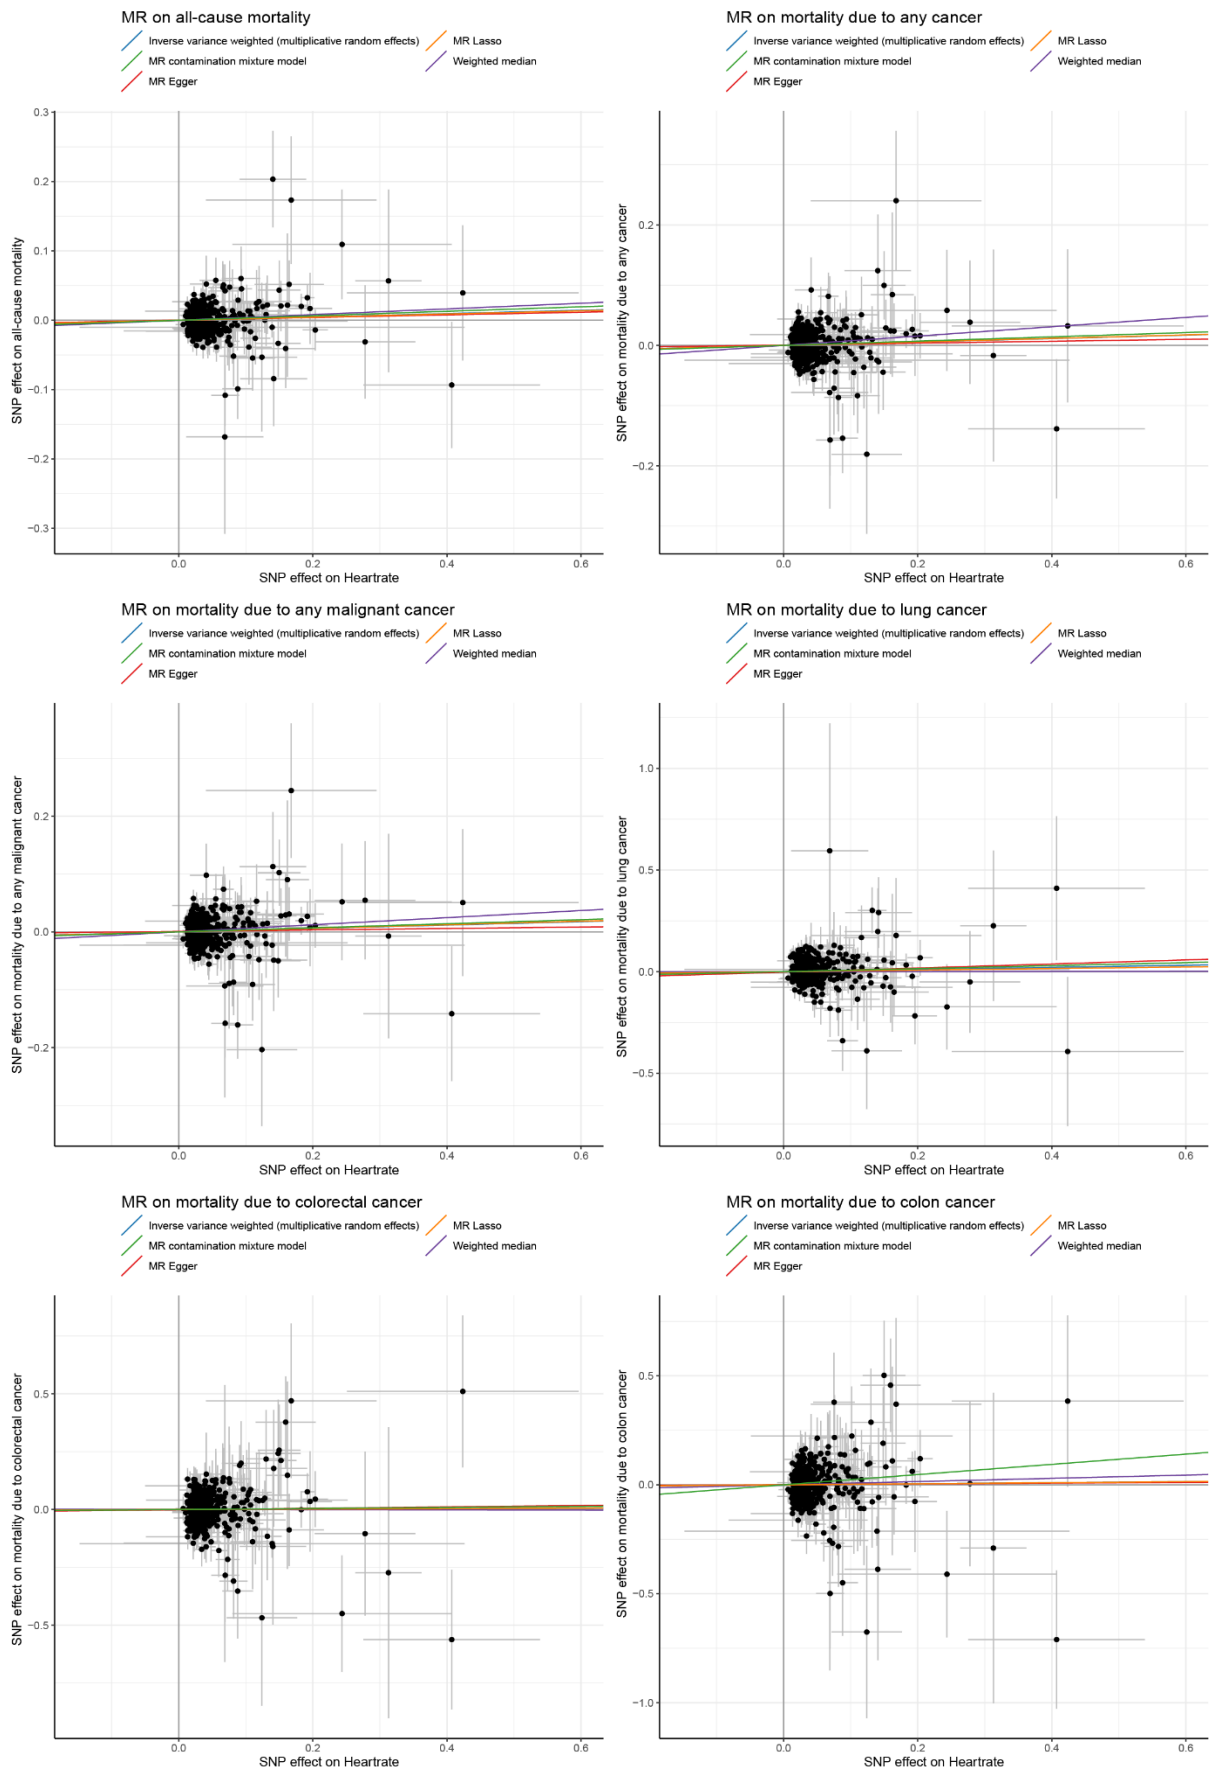 MR on all-cause mortality
Inverse variance weighted (multiplicative random effects)
MR Lasso
MR contamination mixture model
Weighted median
MR Egger
SNP effect on all-cause mortality
0.3
0.2
0.1
0.0
−0.1
−0.2
−0.3
0.0
0.2
0.4
0.6
SNP effect on Heartrate
MR on mortality due to any cancer
Inverse variance weighted (multiplicative random effects)
MR Lasso
MR contamination mixture model
Weighted median
MR Egger
SNP effect on mortality due to any cancer
0.2
0.0
−0.2
0.0
0.2
0.4
0.6
SNP effect on Heartrate
MR on mortality due to any malignant cancer
Inverse variance weighted (multiplicative random effects)
MR Lasso
MR contamination mixture model
Weighted median
MR Egger
SNP effect on mortality due to any malignant cancer
0.2
0.0
−0.2
0.0
0.2
0.4
0.6
SNP effect on Heartrate
MR on mortality due to lung cancer
Inverse variance weighted (multiplicative random effects)
MR Lasso
MR contamination mixture model
Weighted median
MR Egger
SNP effect on mortality due to lung cancer
1.0
0.5
0.0
−0.5
0.0
0.2
0.4
0.6
SNP effect on Heartrate
MR on mortality due to colorectal cancer
Inverse variance weighted (multiplicative random effects)
MR Lasso
MR contamination mixture model
Weighted median
MR Egger
SNP effect on mortality due to colorectal cancer
0.5
0.0
−0.5
0.0
0.2
0.4
0.6
SNP effect on Heartrate
MR on mortality due to colon cancer
Inverse variance weighted (multiplicative random effects)
MR Lasso
MR contamination mixture model
Weighted median
MR Egger
SNP effect on mortality due to colon cancer
0.5
0.0
−0.5
−1.0
0.0
0.2
0.4
0.6
SNP effect on Heartrate